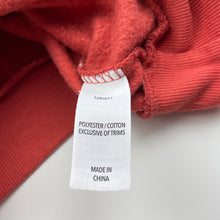 POLYESTER / COTTON
EXCLUSIVE OF TRIMS
MADE IN
CHINA